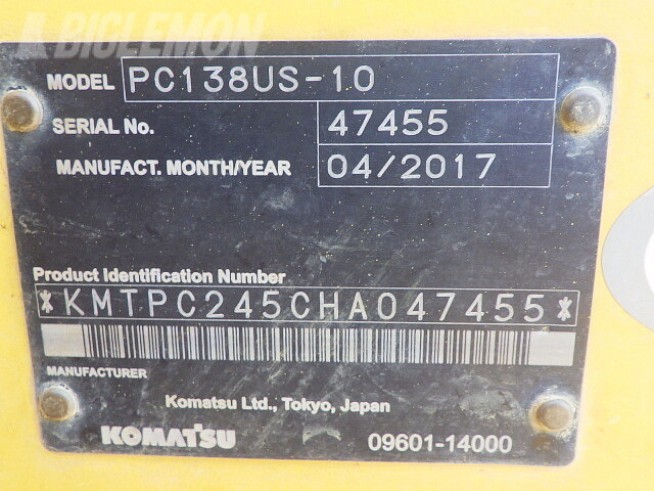 BIGLEMON
MODEL PC138US-10
SERIAL No. 47455
MANUFACT. MONTH/YEAR 04/2017
Product Identification Number
*KMTPC245CHA047455*
MANUFACTURER
Komatsu Ltd., Tokyo, Japan
KOMATSU 09601-14000